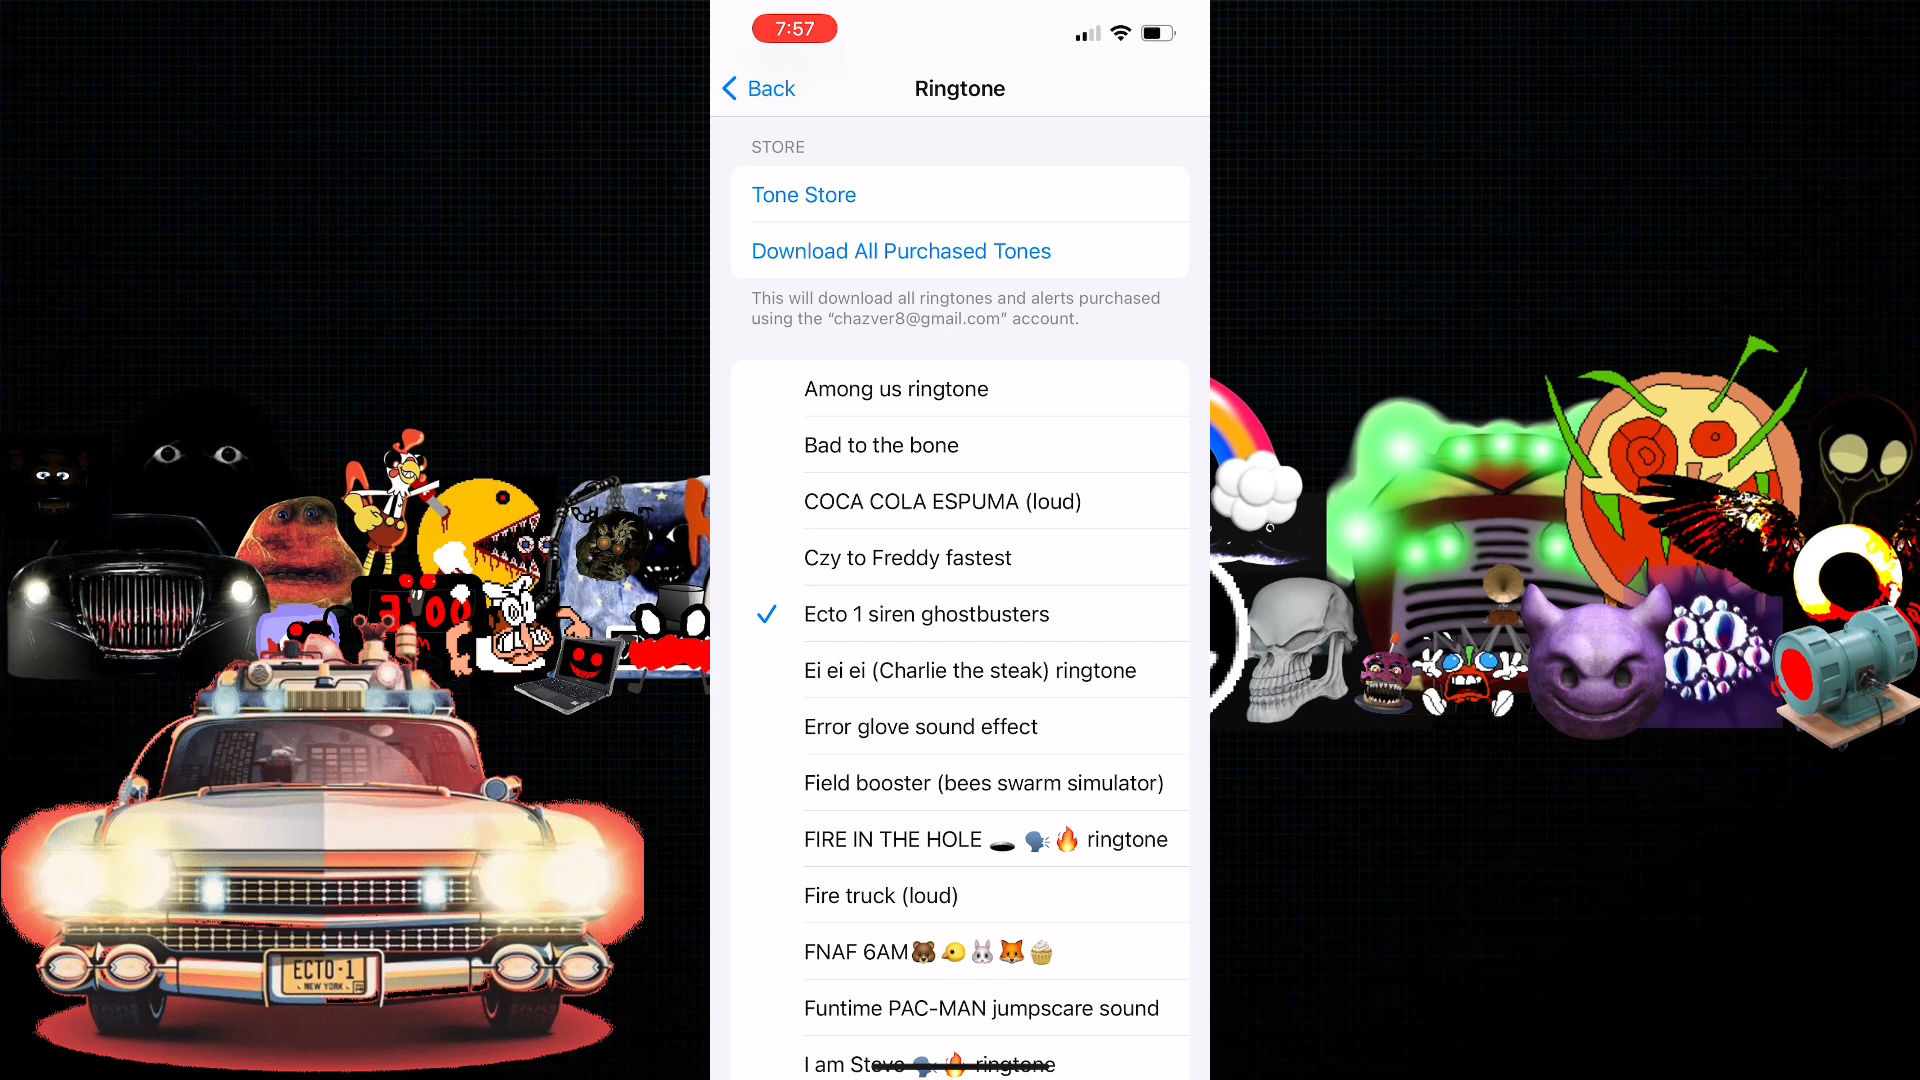 7:57
Back
Ringtone
STORE
Tone Store
Download All Purchased Tones
This will download all ringtones and alerts purchased
using the “chazver8@gmail.com” account.
Among us ringtone
Bad to the bone
COCA COLA ESPUMA (loud)
Czy to Freddy fastest
Ecto 1 siren ghostbusters
Ei ei ei (Charlie the steak) ringtone
Error glove sound effect
Field booster (bees swarm simulator)
FIRE IN THE HOLE 🕳️ 🗣️🔥 ringtone
Fire truck (loud)
FNAF 6AM🐻🐤🐰🦊🧁
Funtime PAC-MAN jumpscare sound
I am Steve 🗣️🔥 ringtone
3:00
ECTO-1
NEW YORK